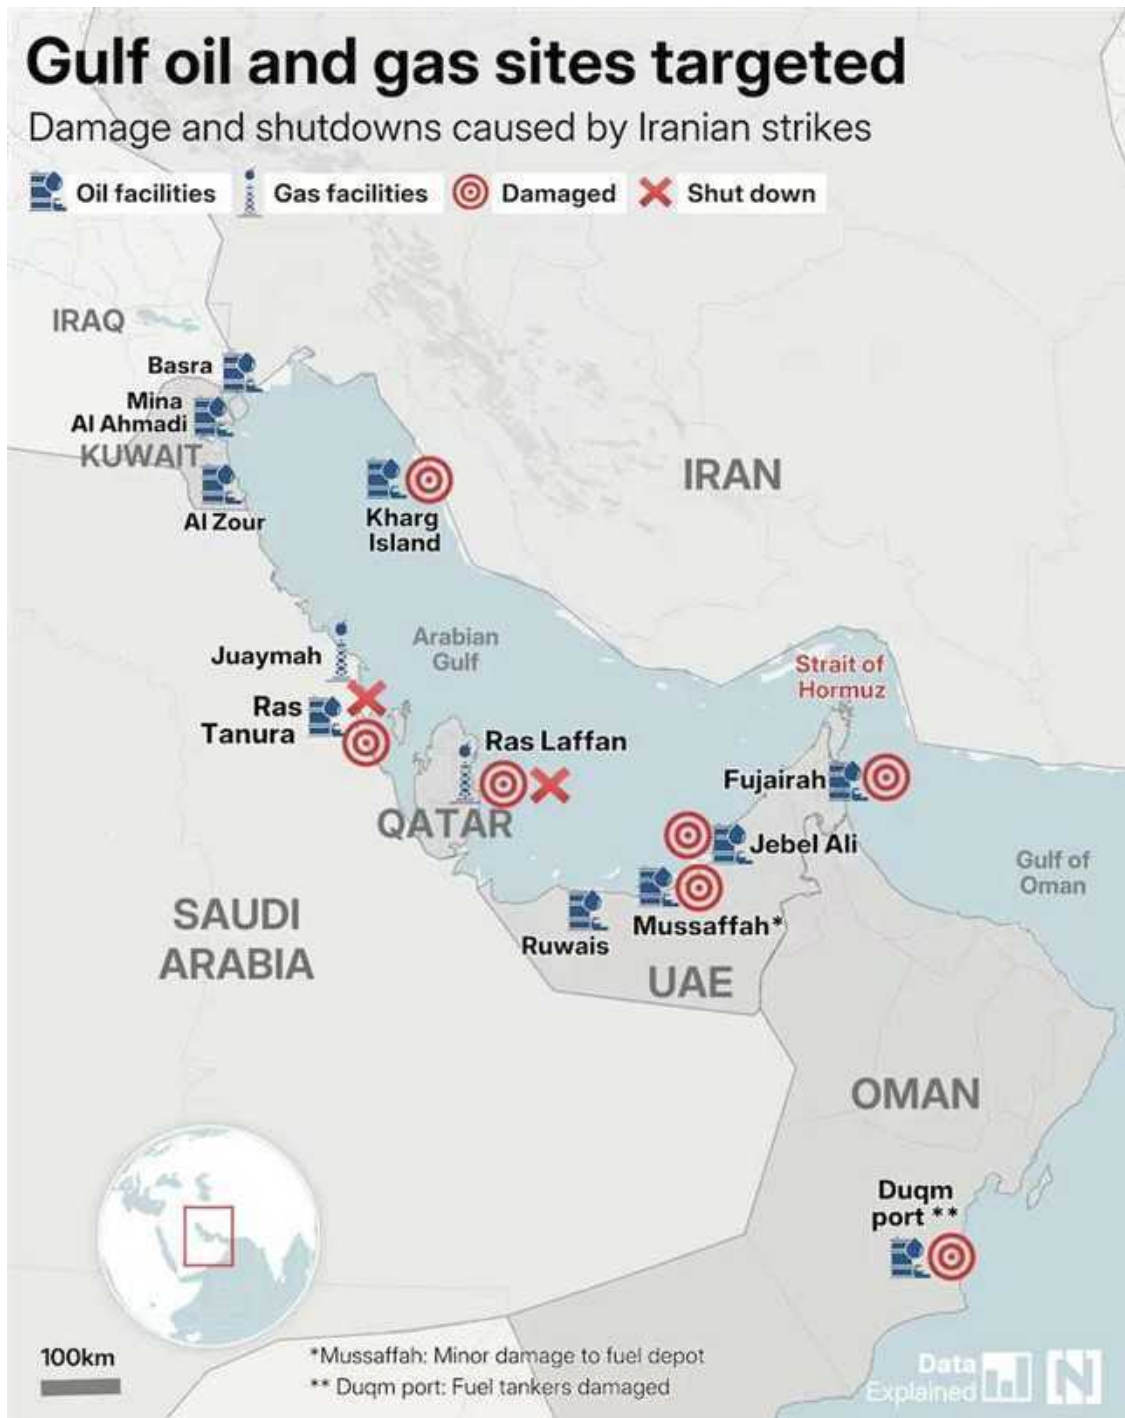 Gulf oil and gas sites targeted
Damage and shutdowns caused by Iranian strikes
Oil facilities
Gas facilities
Damaged
Shut down
IRAQ
Basra
Mina
Al Ahmadi
KUWAIT
Al Zour
Kharg
Island
IRAN
Juaymah
Arabian
Gulf
Strait of
Hormuz
Ras
Tanura
Ras Laffan
QATAR
Fujairah
Jebel Ali
Gulf of
Oman
Mussaffah*
Ruwais
SAUDI
ARABIA
UAE
OMAN
Duqm
port **
100km
*Mussaffah: Minor damage to fuel depot
** Duqm port: Fuel tankers damaged
Data
Explained
N